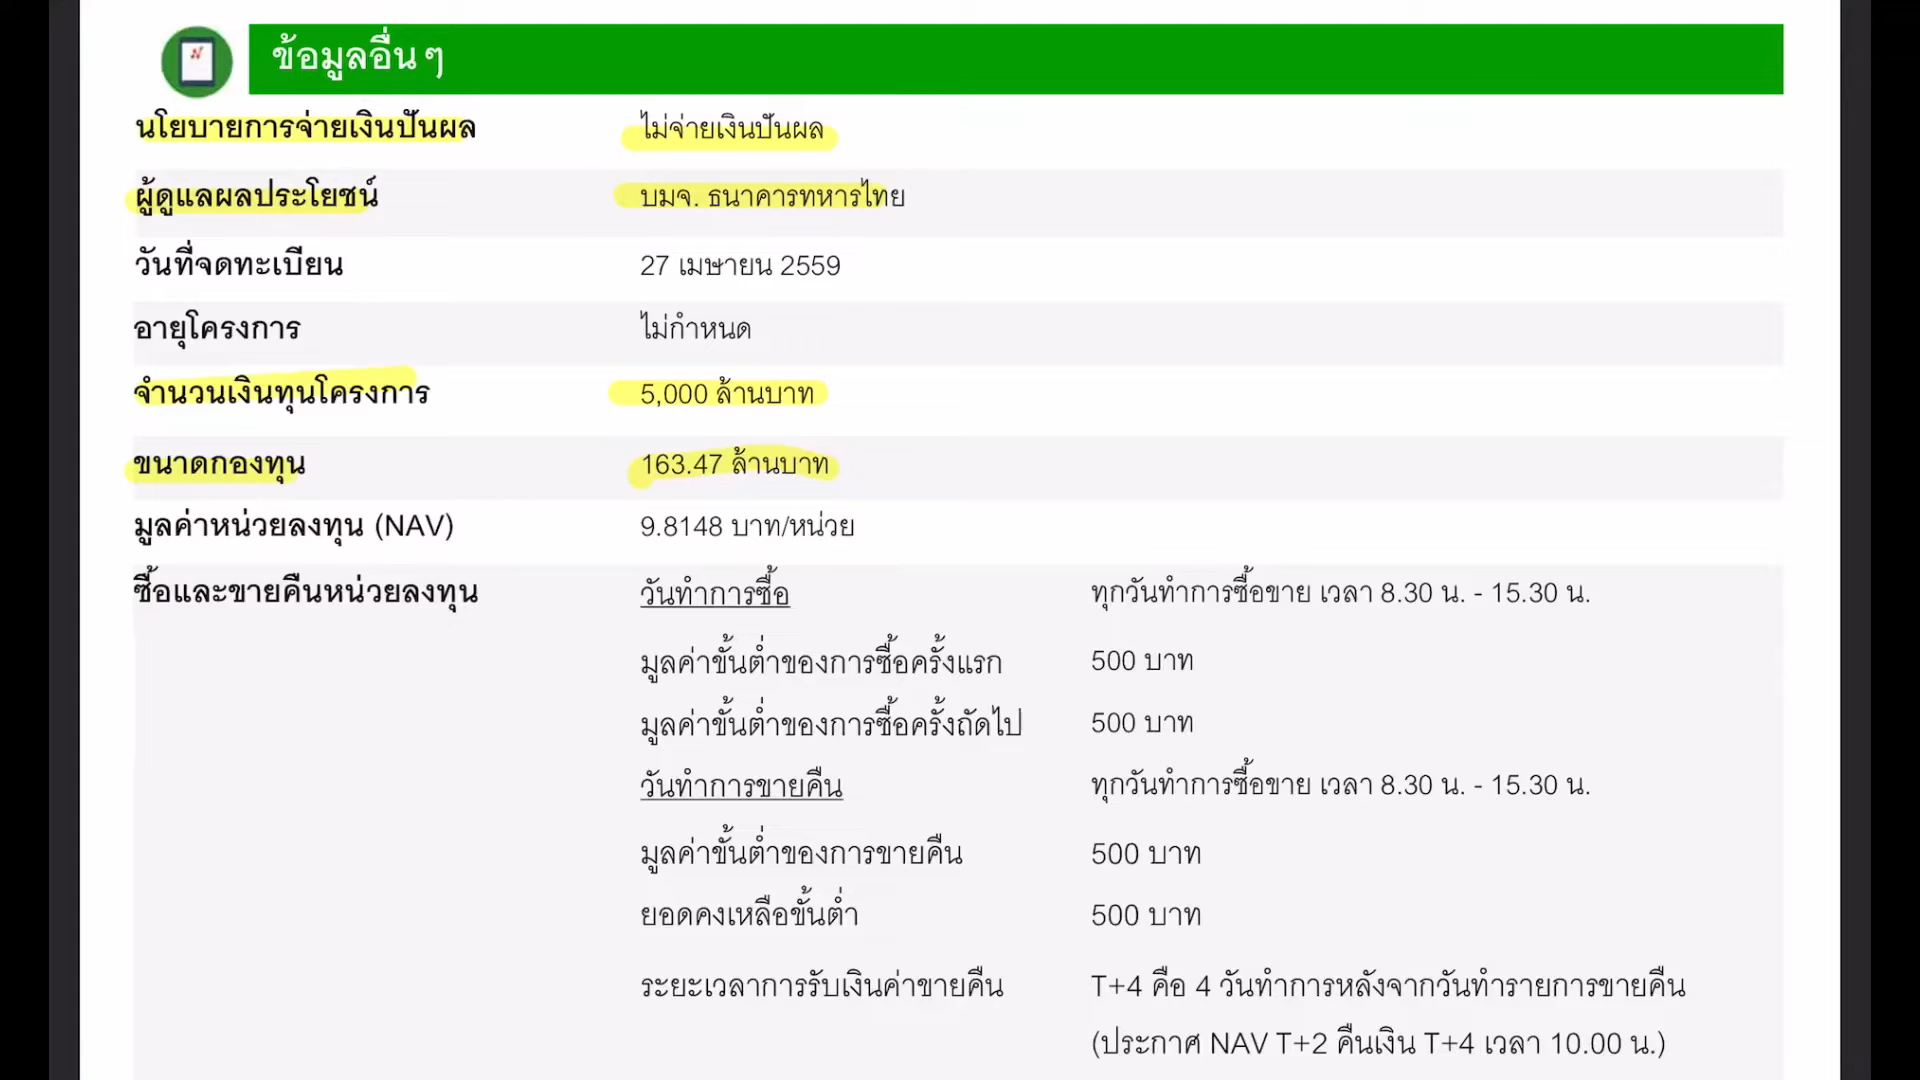 ข้อมูลอื่นๆ
นโยบายการจ่ายเงินปันผล ไม่จ่ายเงินปันผล
ผู้ดูแลผลประโยชน์ บมจ. ธนาคารทหารไทย
วันที่จดทะเบียน 27 เมษายน 2559
อายุโครงการ ไม่กำหนด
จำนวนเงินทุนโครงการ 5,000 ล้านบาท
ขนาดกองทุน 163.47 ล้านบาท
มูลค่าหน่วยลงทุน (NAV) 9.8148 บาท/หน่วย
ซื้อและขายคืนหน่วยลงทุน วันทำการซื้อ ทุกวันทำการซื้อขาย เวลา 8.30 น. - 15.30 น.
มูลค่าขั้นต่ำของการซื้อครั้งแรก 500 บาท
มูลค่าขั้นต่ำของการซื้อครั้งถัดไป 500 บาท
วันทำการขายคืน ทุกวันทำการซื้อขาย เวลา 8.30 น. - 15.30 น.
มูลค่าขั้นต่ำของการขายคืน 500 บาท
ยอดคงเหลือขั้นต่ำ 500 บาท
ระยะเวลาการรับเงินค่าขายคืน T+4 คือ 4 วันทำการหลังจากวันทำรายการขายคืน
(ประกาศ NAV T+2 คืนเงิน T+4 เวลา 10.00 น.)